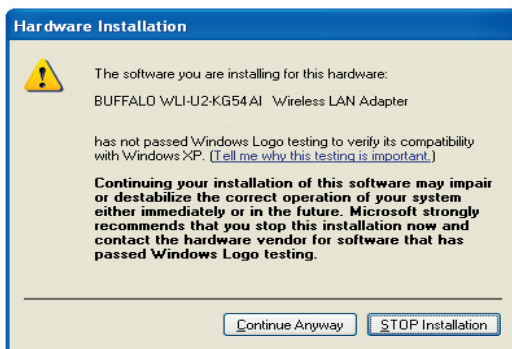 Hardware Installation
The software you are installing for this hardware:
BUFFALO WLI-U2-KG54AI Wireless LAN Adapter
has not passed Windows Logo testing to verify its compatibility
with Windows XP. (Tell me why this testing is important.)
Continuing your installation of this software may impair
or destabilize the correct operation of your system
either immediately or in the future. Microsoft strongly
recommends that you stop this installation now and
contact the hardware vendor for software that has
passed Windows Logo testing.
Continue Anyway
STOP Installation